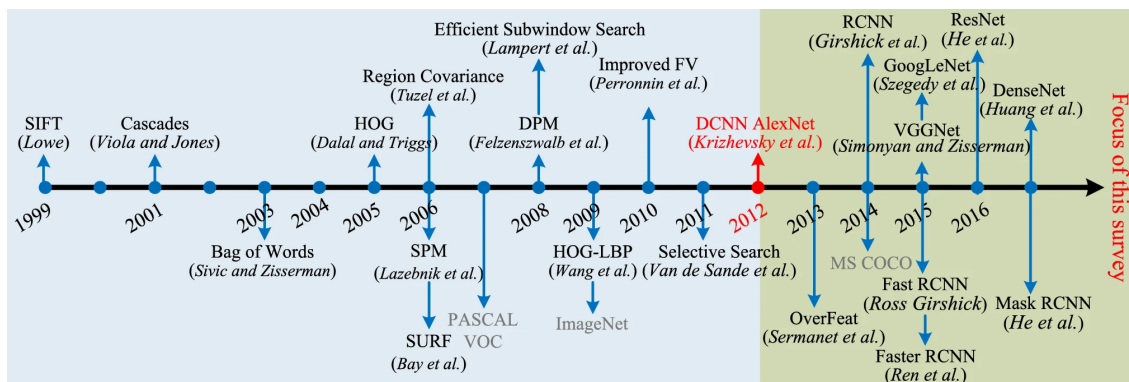 Efficient Subwindow Search
(Lampert et al.)
RCNN
(Girshick et al.)
ResNet
(He et al.)
Region Covariance
(Tuzel et al.)
Improved FV
(Perronnin et al.)
GoogLeNet
(Szegedy et al.)
DenseNet
(Huang et al.)
SIFT
(Lowe)
Cascades
(Viola and Jones)
HOG
(Dalal and Triggs)
DPM
(Felzenszwalb et al.)
DCNN AlexNet
(Krizhevsky et al.)
VGGNet
(Simonyan and Zisserman)
1999
2001
2003
2004
2005
2006
2008
2009
2010
2011
2012
2013
2014
2015
2016
Bag of Words
(Sivic and Zisserman)
SPM
(Lazebnik et al.)
HOG-LBP
(Wang et al.)
Selective Search
(Van de Sande et al.)
MS COCO
SURF
(Bay et al.)
PASCAL
VOC
ImageNet
OverFeat
(Sermanet et al.)
Fast RCNN
(Ross Girshick)
Faster RCNN
(Ren et al.)
Mask RCNN
(He et al.)
Focus of this survey